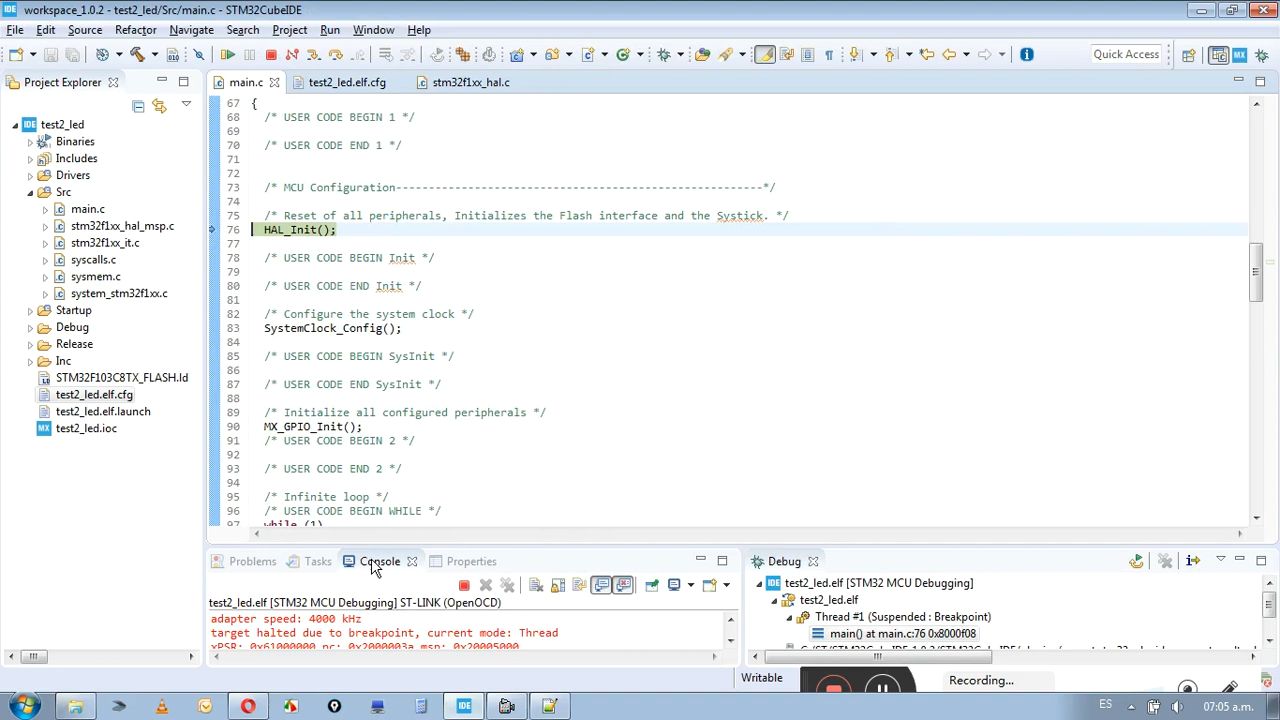 workspace_1.0.2 - test2_led/Src/main.c - STM32CubeIDE
File Edit Source Refactor Navigate Search Project Run Window Help
Quick Access
Project Explorer
main.c
test2_led.elf.cfg
stm32f1xx_hal.c
test2_led
Binaries
Includes
Drivers
Src
main.c
stm32f1xx_hal_msp.c
stm32f1xx_it.c
syscalls.c
sysmem.c
system_stm32f1xx.c
Startup
Debug
Release
Inc
STM32F103C8TX_FLASH.ld
test2_led.elf.cfg
test2_led.elf.launch
test2_led.ioc
67 {
68 /* USER CODE BEGIN 1 */
69
70 /* USER CODE END 1 */
71
72
73 /* MCU Configuration--------------------------------------------------------*/
74
75 /* Reset of all peripherals, Initializes the Flash interface and the Systick. */
76 HAL_Init();
77
78 /* USER CODE BEGIN Init */
79
80 /* USER CODE END Init */
81
82 /* Configure the system clock */
83 SystemClock_Config();
84
85 /* USER CODE BEGIN SysInit */
86
87 /* USER CODE END SysInit */
88
89 /* Initialize all configured peripherals */
90 MX_GPIO_Init();
91 /* USER CODE BEGIN 2 */
92
93 /* USER CODE END 2 */
94
95 /* Infinite loop */
96 /* USER CODE BEGIN WHILE */
97 while (1)
Problems Tasks Console Properties
test2_led.elf [STM32 MCU Debugging] ST-LINK (OpenOCD)
adapter speed: 4000 kHz
target halted due to breakpoint, current mode: Thread
xPSR: 0x61000000 pc: 0x2000003a msp: 0x20005000
Debug
test2_led.elf [STM32 MCU Debugging]
test2_led.elf
Thread #1 (Suspended : Breakpoint)
main() at main.c:76 0x8000f08
Writable
Recording...
ES
07:05 a.m.